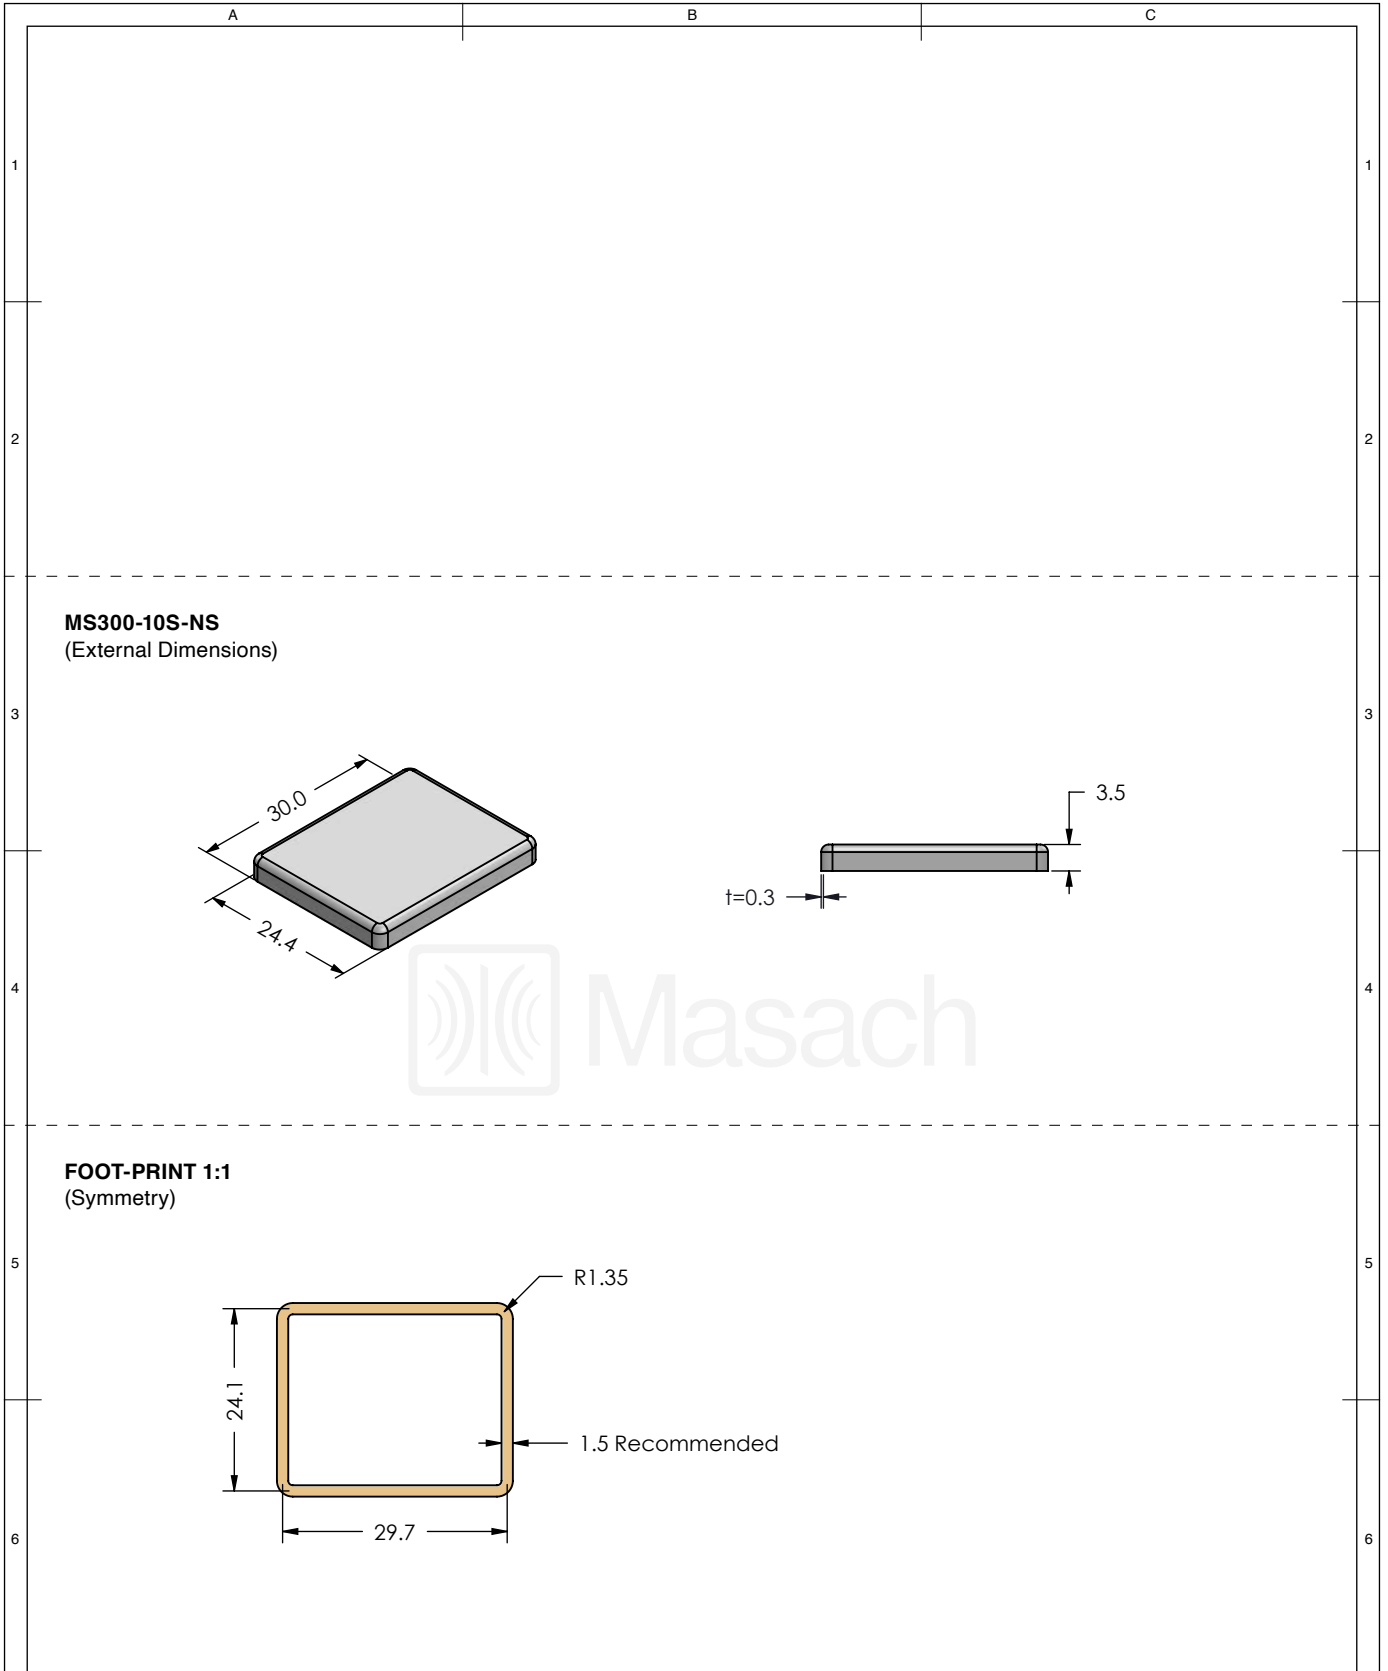 A B C
1 1
2 2
MS300-10S-NS
(External Dimensions)
3 3
30.0
3.5
t=0.3
24.4
Masach
4 4
FOOT-PRINT 1:1
(Symmetry)
5 5
R1.35
24.1
1.5 Recommended
29.7
6 6